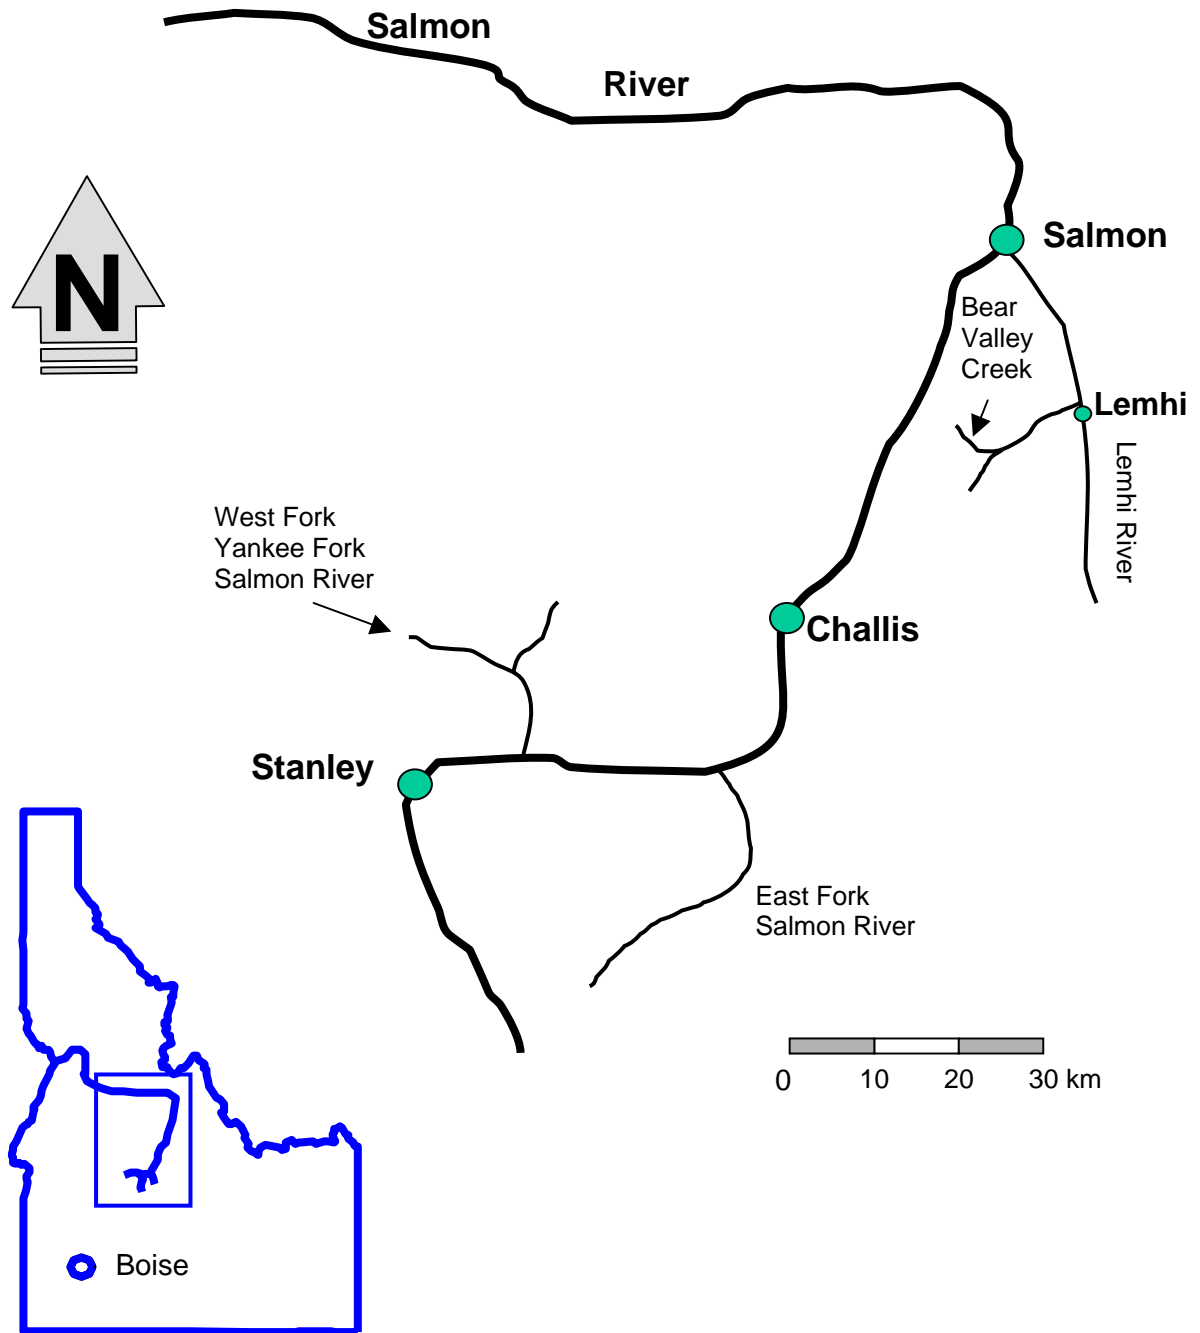 Salmon
River
N
Salmon
Bear
Valley
Creek
Lemhi
Lemhi River
West Fork
Yankee Fork
Salmon River
Challis
Stanley
East Fork
Salmon River
0 10 20 30 km
Boise